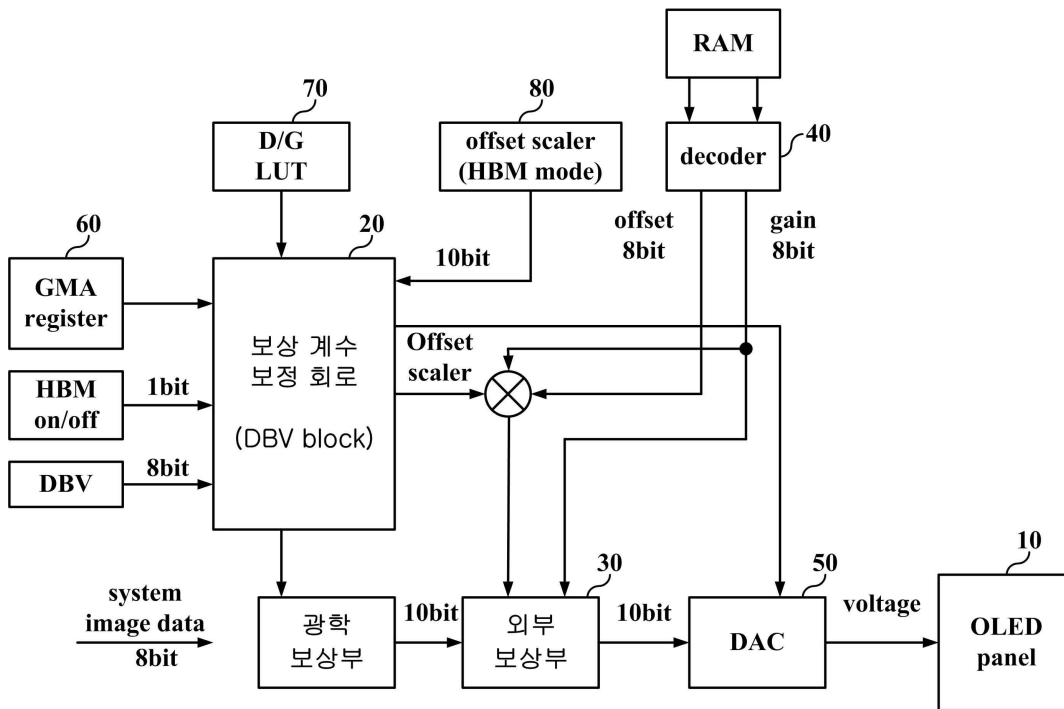 RAM
70
80
D/G
LUT
offset scaler
(HBM mode)
decoder
40
offset
8bit
gain
8bit
60
20
10bit
GMA
register
보상 계수
보정 회로
(DBV block)
Offset
scaler
HBM
on/off
1bit
DBV
8bit
system
image data
8bit
광학
보상부
10bit
30
외부
보상부
10bit
50
DAC
voltage
10
OLED
panel